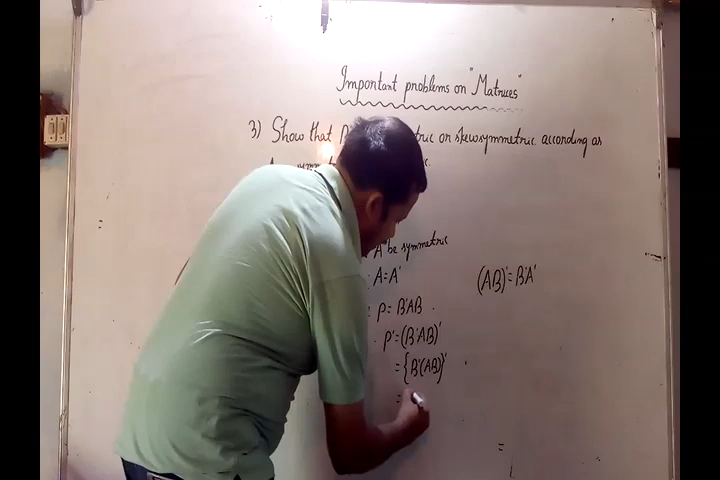 Important problems on "Matrices"
3) Show that tric or skewsymmetric according as
A be symmetric
A=A'
(AB)'=B'A'
P = B'AB
P'=(B'AB)'
={B'(AB)}'
=
=